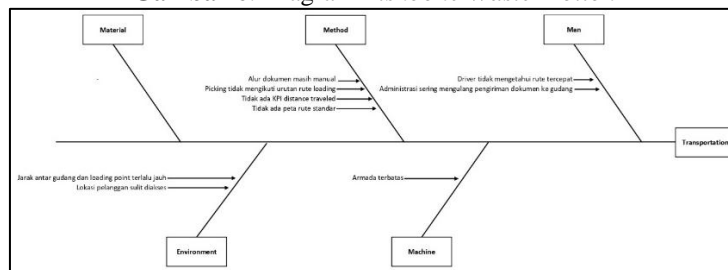 Material
Method
Man
-
Alur dokumen masih manual
Picking tidak mengikuti urutan rute loading
Tidak ada KPI distance traveled
Tidak ada peta rute standar
Driver tidak mengetahui rute tercepat
Administrasi sering mengulang pengiriman dokumen ke gudang
Transportation
Jarak antar gudang dan loading point terlalu jauh
Lokasi pelanggan sulit diakses
Armada terbatas
Environment
Machine